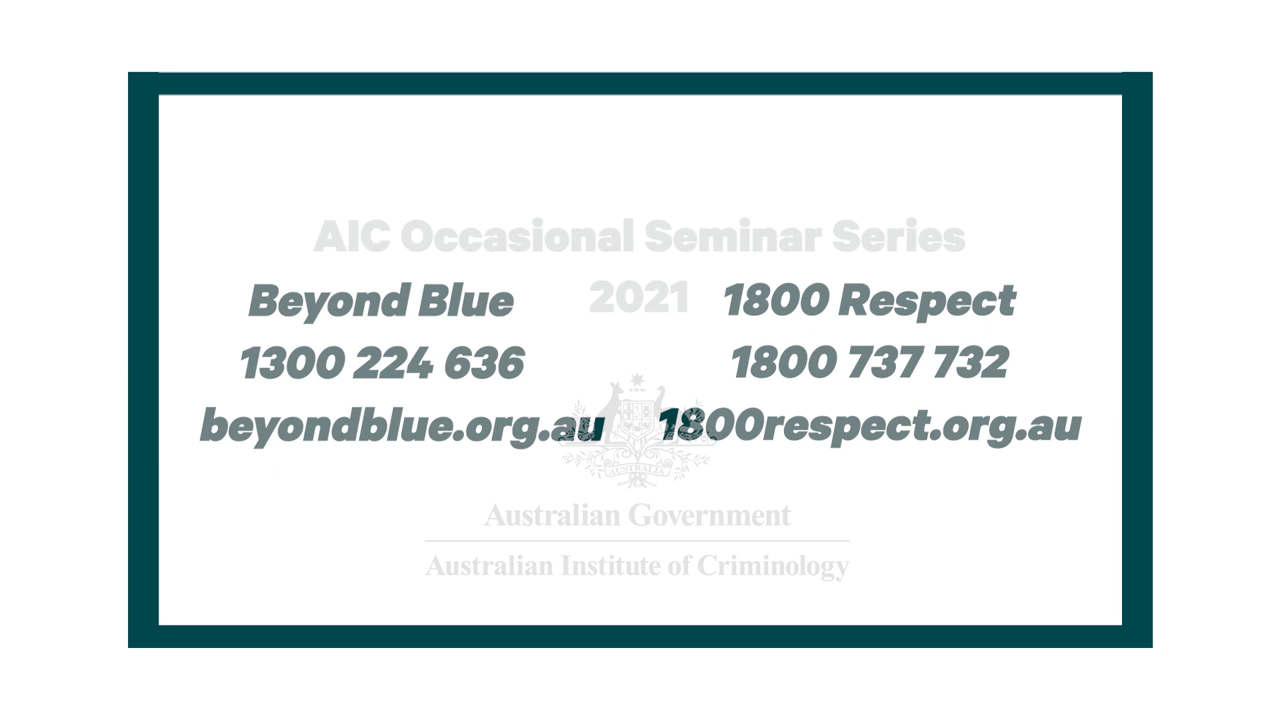 AIC Occasional Seminar Series
2021
Beyond Blue
1300 224 636
beyondblue.org.au
1800 Respect
1800 737 732
1800respect.org.au
AUSTRALIA
Australian Government
Australian Institute of Criminology